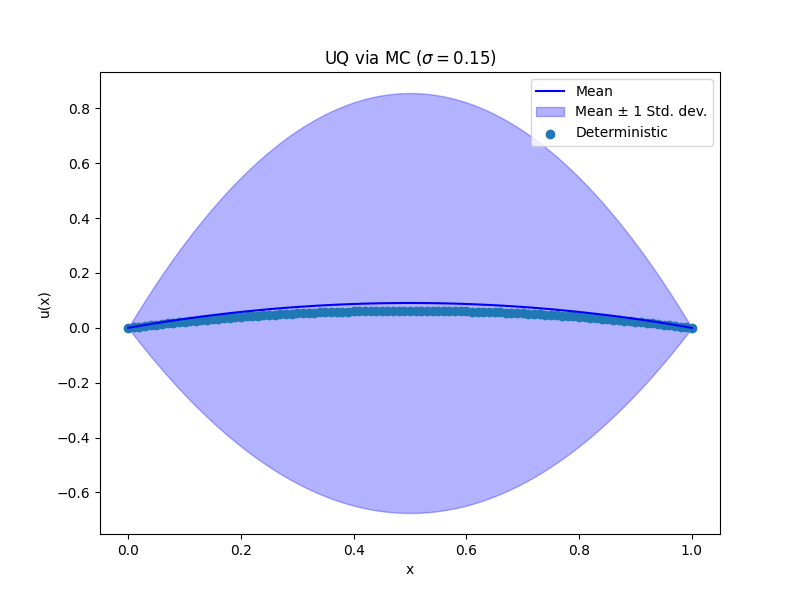 UQ via MC (σ = 0.15)
Mean
Mean ± 1 Std. dev.
Deterministic
u(x)
0.8
0.6
0.4
0.2
0.0
−0.2
−0.4
−0.6
0.0 0.2 0.4 0.6 0.8 1.0
x